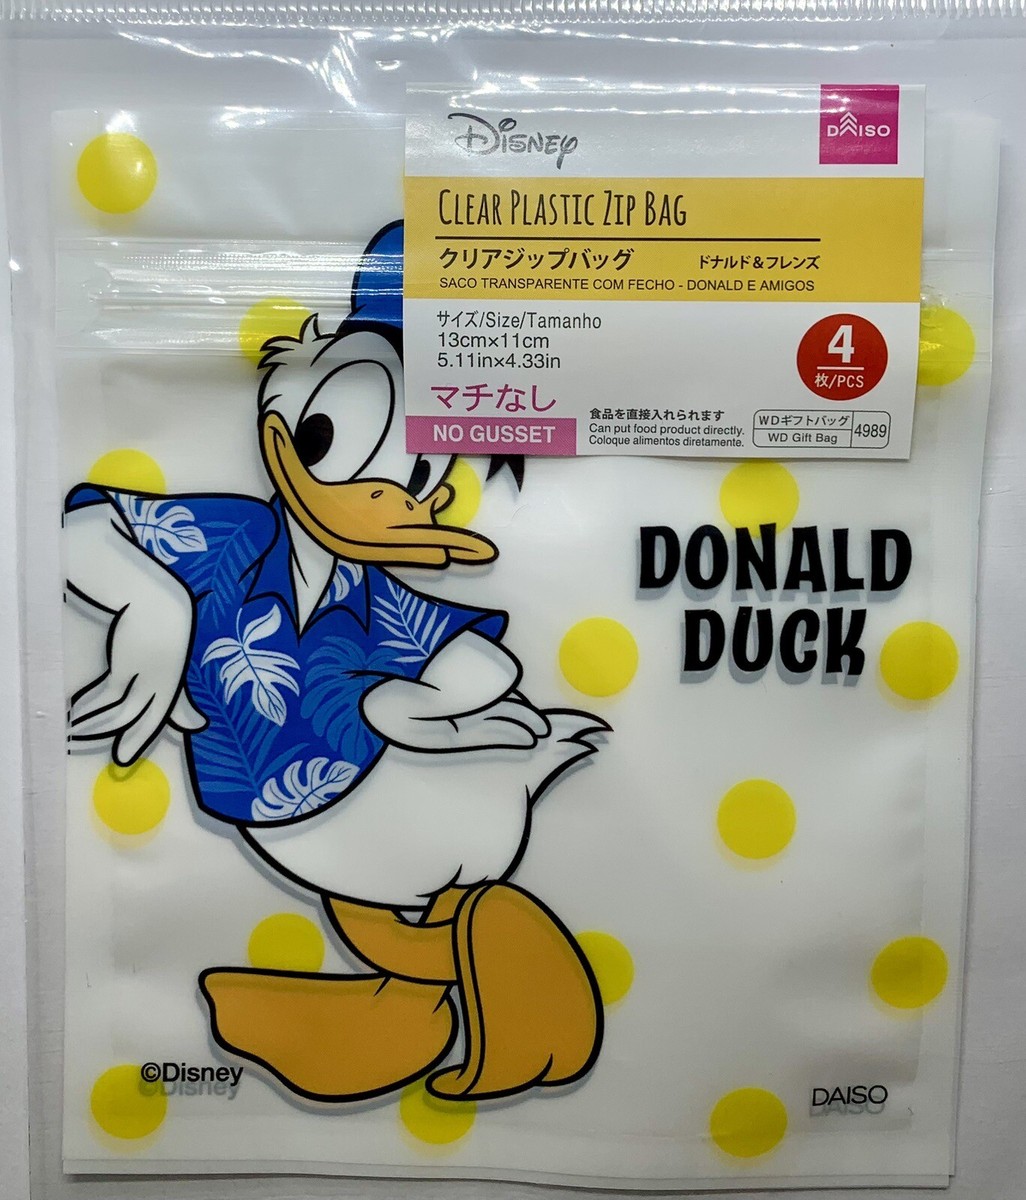 Disney
DAISO
CLEAR PLASTIC ZIP BAG
クリアジップバッグ ドナルド&フレンズ
SACO TRANSPARENTE COM FECHO - DONALD E AMIGOS
サイズ/Size/Tamanho
13cm×11cm
5.11in×4.33in
4
枚/PCS
マチなし
NO GUSSET
食品を直接入れられます
Can put food product directly.
Coloque alimentos diretamente.
WDギフトバッグ
WD Gift Bag
4989
DONALD
DUCK
©Disney
DAISO